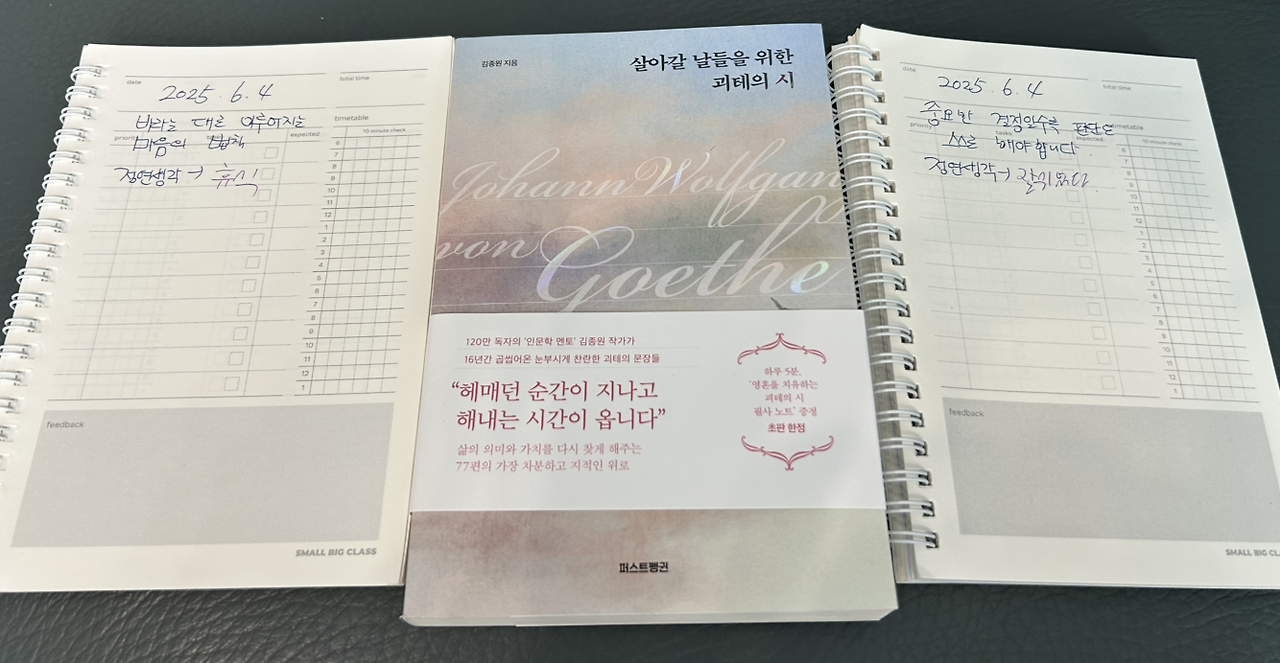 date
total time
2025. 6. 4
바라는 대로 이루어지는
priority
expected
timetable
10 minute check
마음의 법칙
정연생각 → 휴식
6
7
8
9
10
11
12
1
2
3
4
5
6
7
8
9
10
11
12
1
feedback
SMALL BIG CLASS
김종원 지음
살아갈 날들을 위한
괴테의 시
Johann Wolfgang
von Goethe
120만 독자의 '인문학 멘토' 김종원 작가가
16년간 곱씹어온 눈부시게 찬란한 괴테의 문장들
“헤매던 순간이 지나고
해내는 시간이 옵니다”
삶의 의미와 가치를 다시 찾게 해주는
77편의 가장 차분하고 지적인 위로
하루 5분,
'영혼을 치유하는
괴테의 시
필사 노트' 증정
초판 한정
퍼스트펭귄
date
total time
2025. 6. 4
중요한 결정일수록 판단은
priority
tasks
expected
timetable
10 minute check
스스로 해야 합니다.
정연생각 →
6
7
8
9
10
11
12
1
2
3
4
5
6
7
8
9
10
11
12
1
feedback
SMALL BIG CLA